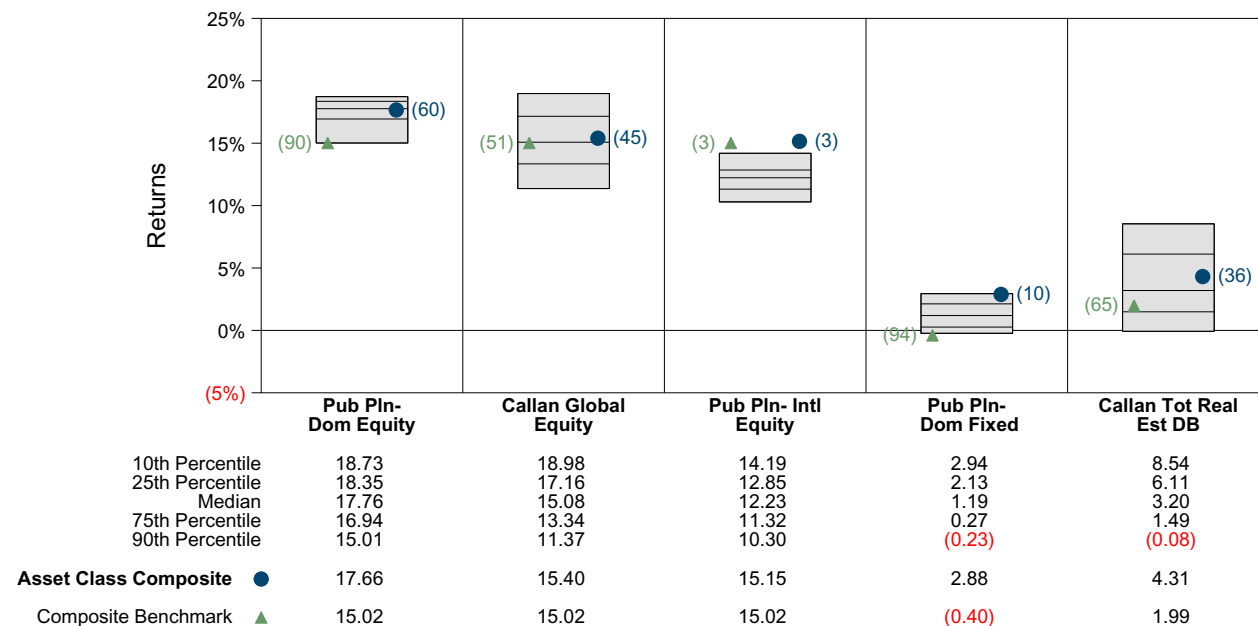 25%
20%
15%
10%
5%
0%
(5%)
Returns
(90) (60)
(51) (45)
(3) (3)
(94) (10)
(65) (36)
Pub Pln- Callan Global Pub Pln- Intl Pub Pln- Callan Tot Real
Dom Equity Equity Equity Dom Fixed Est DB
10th Percentile 18.73 18.98 14.19 2.94 8.54
25th Percentile 18.35 17.16 12.85 2.13 6.11
Median 17.76 15.08 12.23 1.19 3.20
75th Percentile 16.94 13.34 11.32 0.27 1.49
90th Percentile 15.01 11.37 10.30 (0.23) (0.08)
Asset Class Composite 17.66 15.40 15.15 2.88 4.31
Composite Benchmark 15.02 15.02 15.02 (0.40) 1.99